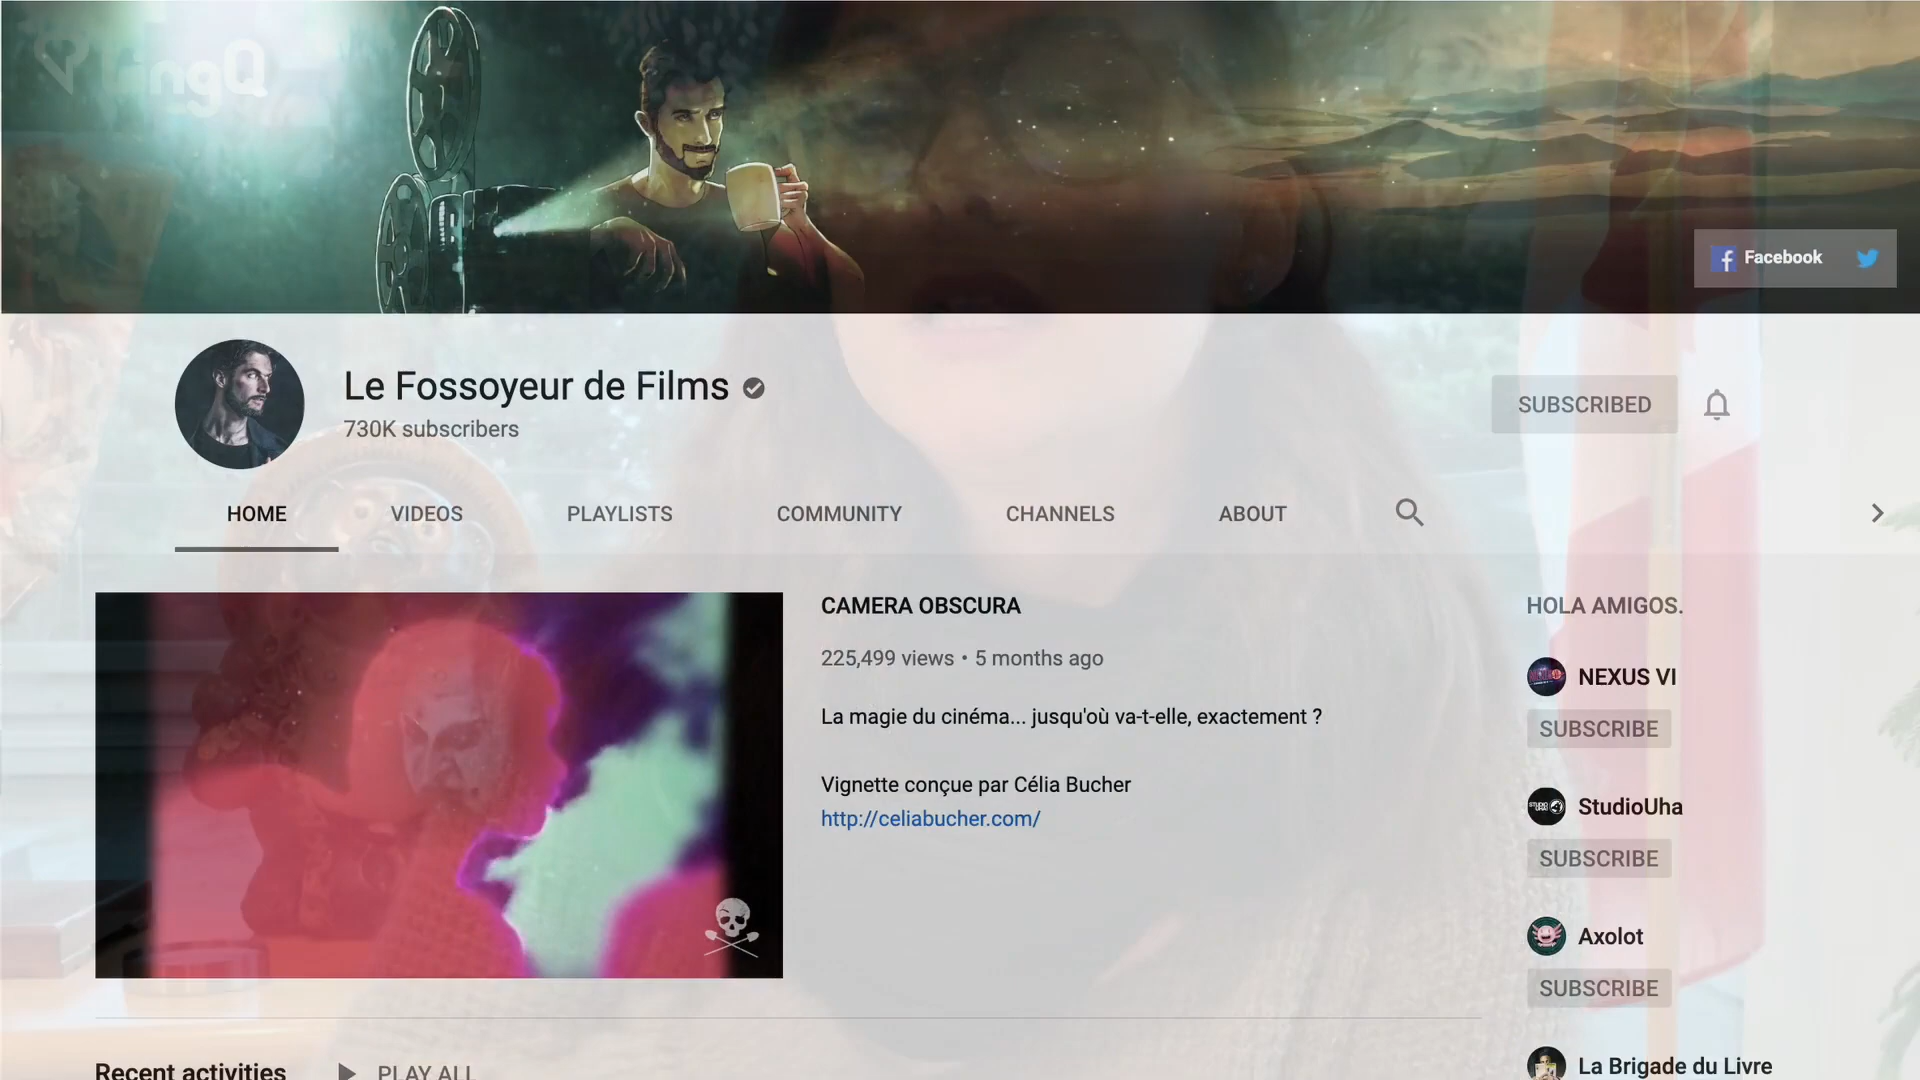 LingQ
Facebook
Le Fossoyeur de Films
730K subscribers
SUBSCRIBED
HOME
VIDEOS
PLAYLISTS
COMMUNITY
CHANNELS
ABOUT
CAMERA OBSCURA
225,499 views • 5 months ago
La magie du cinéma... jusqu'où va-t-elle, exactement ?
Vignette conçue par Célia Bucher
http://celiabucher.com/
HOLA AMIGOS.
NEXUS VI
SUBSCRIBE
StudioUha
SUBSCRIBE
Axolot
SUBSCRIBE
La Brigade du Livre
Recent activities
PLAY ALL